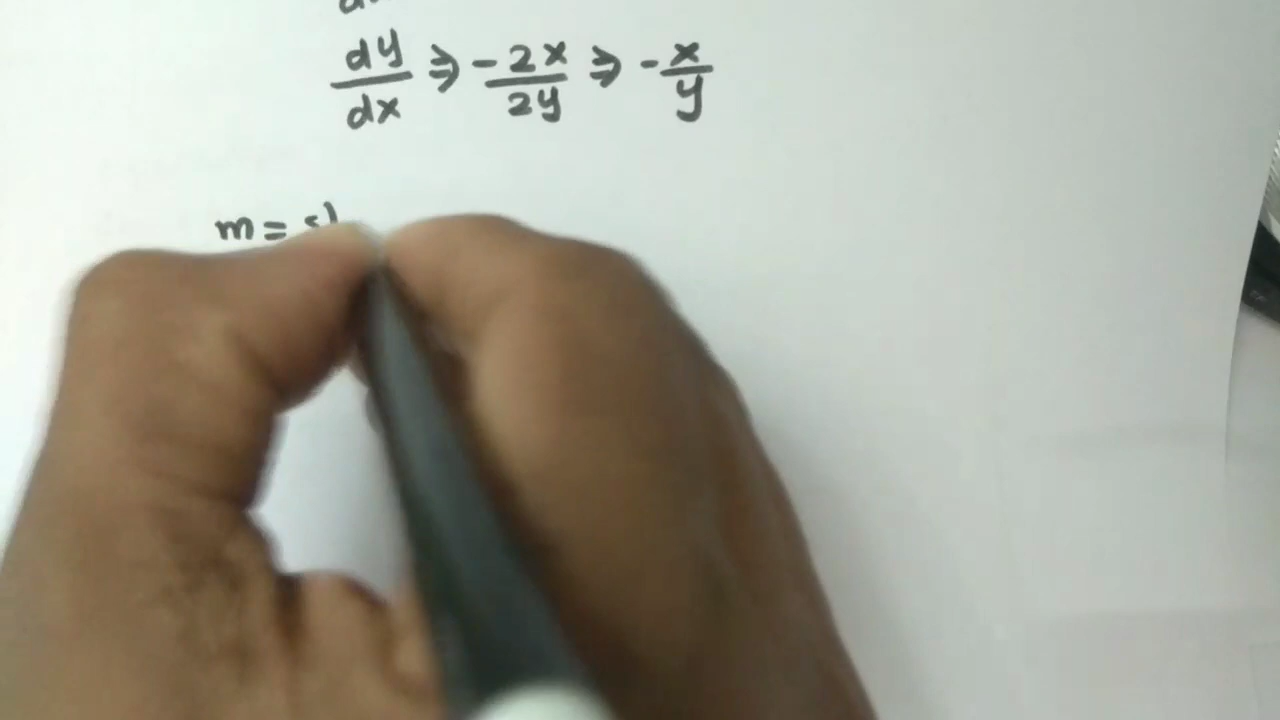 dy/dx ⇒ -2x/2y ⇒ -x/y
m =